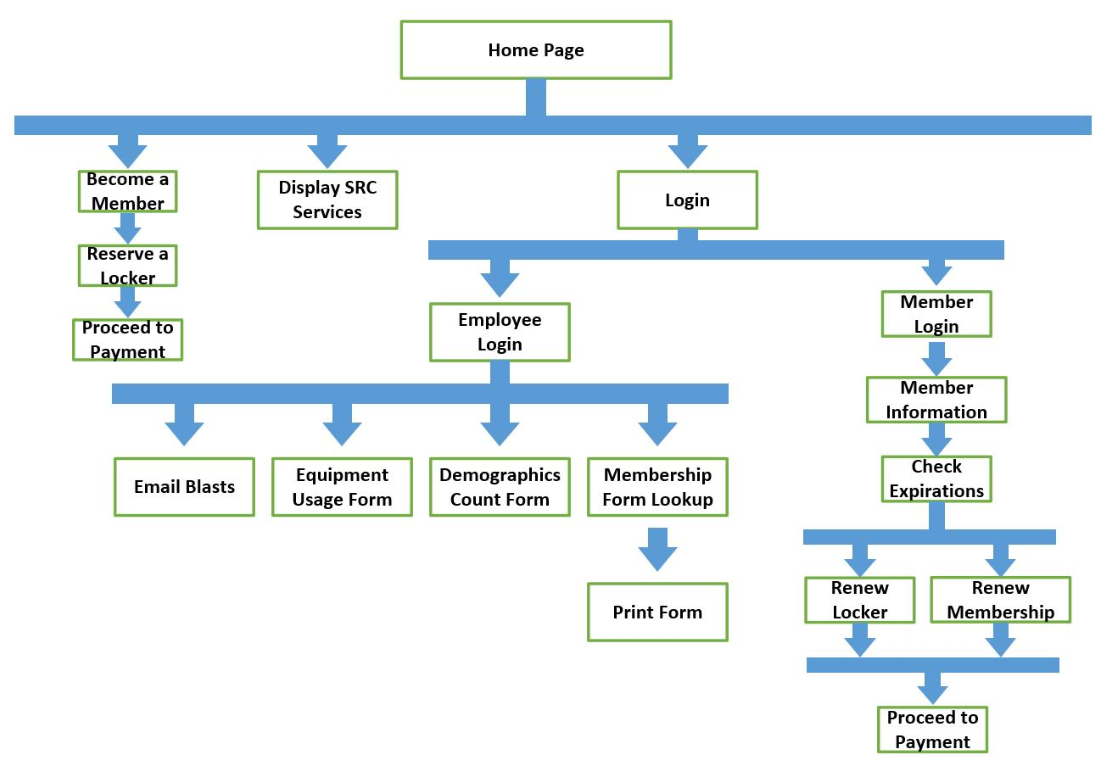 Home Page
Become a
Member
Display SRC
Services
Login
Reserve a
Locker
Proceed to
Payment
Employee
Login
Member
Login
Member
Information
Email Blasts
Equipment
Usage Form
Demographics
Count Form
Membership
Form Lookup
Check
Expirations
Print Form
Renew
Locker
Renew
Membership
Proceed to
Payment